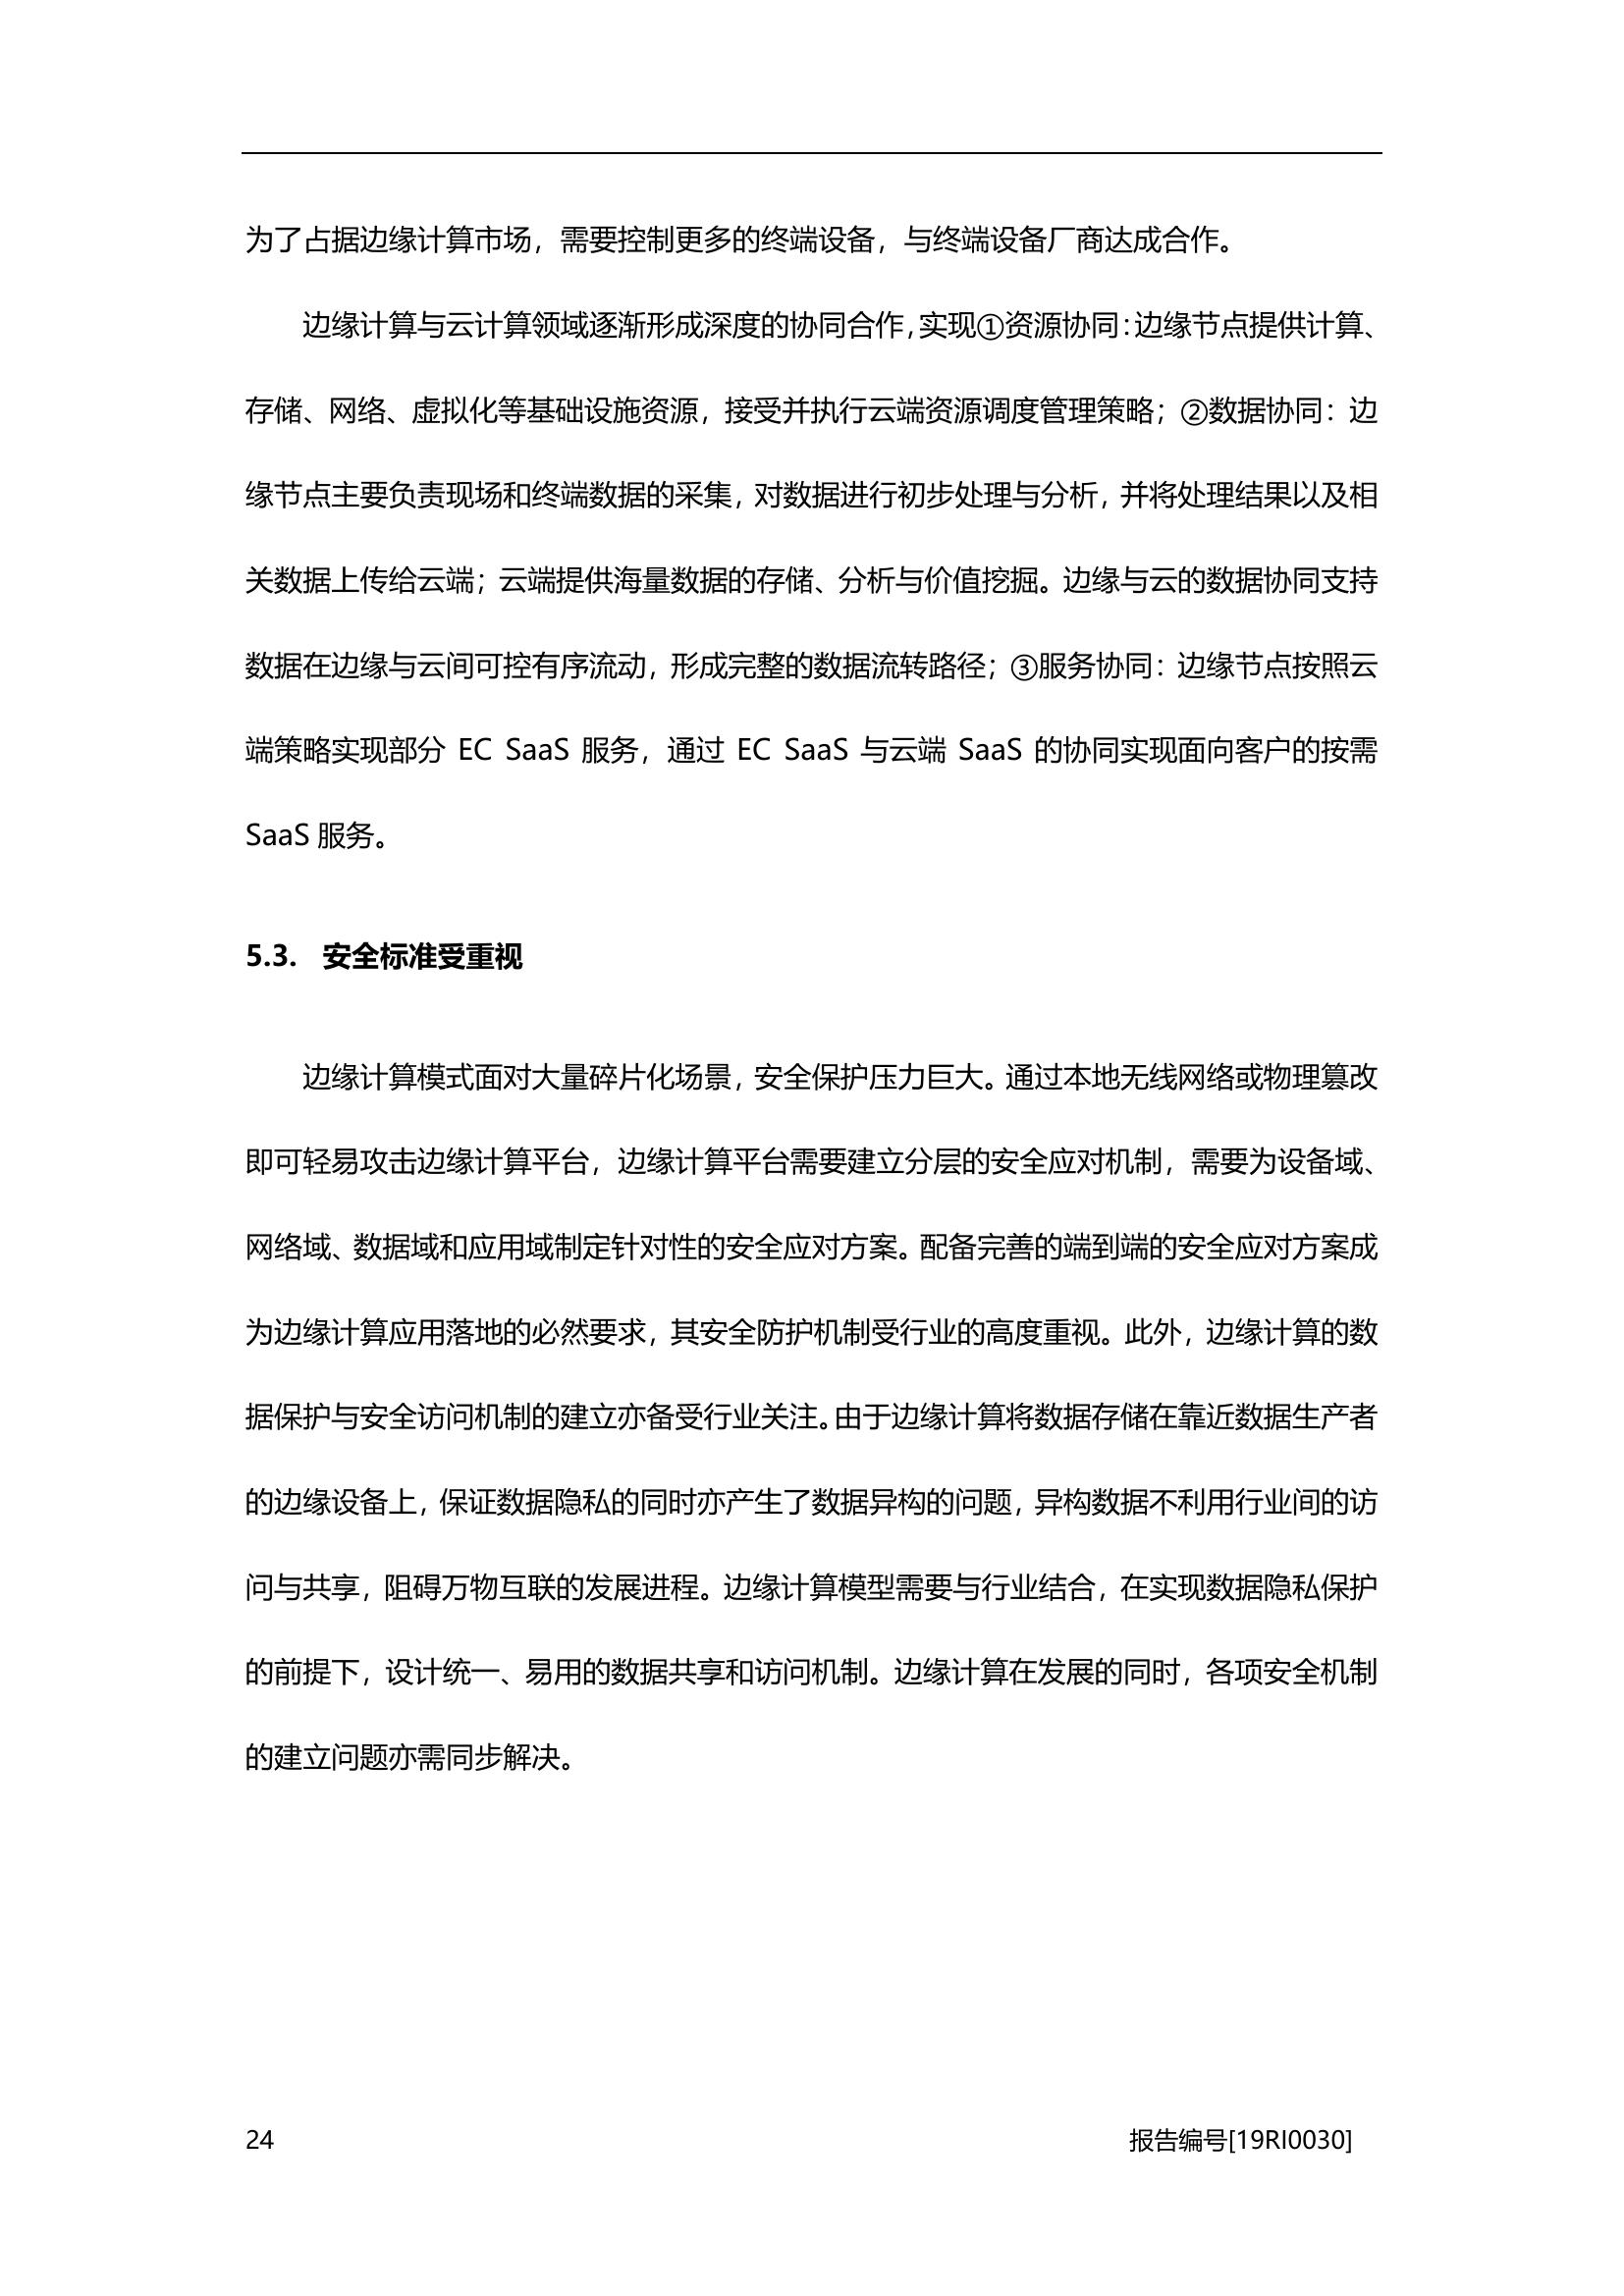 为了占据边缘计算市场，需要控制更多的终端设备，与终端设备厂商达成合作。
边缘计算与云计算领域逐渐形成深度的协同合作，实现①资源协同：边缘节点提供计算、
存储、网络、虚拟化等基础设施资源，接受并执行云端资源调度管理策略；②数据协同：边
缘节点主要负责现场和终端数据的采集，对数据进行初步处理与分析，并将处理结果以及相
关数据上传给云端；云端提供海量数据的存储、分析与价值挖掘。边缘与云的数据协同支持
数据在边缘与云间可控有序流动，形成完整的数据流转路径；③服务协同：边缘节点按照云
端策略实现部分 EC SaaS 服务，通过 EC SaaS 与云端 SaaS 的协同实现面向客户的按需
SaaS 服务。
5.3. 安全标准受重视
边缘计算模式面对大量碎片化场景，安全保护压力巨大。通过本地无线网络或物理篡改
即可轻易攻击边缘计算平台，边缘计算平台需要建立分层的安全应对机制，需要为设备域、
网络域、数据域和应用域制定针对性的安全应对方案。配备完善的端到端的安全应对方案成
为边缘计算应用落地的必然要求，其安全防护机制受行业的高度重视。此外，边缘计算的数
据保护与安全访问机制的建立亦备受行业关注。由于边缘计算将数据存储在靠近数据生产者
的边缘设备上，保证数据隐私的同时亦产生了数据异构的问题，异构数据不利用行业间的访
问与共享，阻碍万物互联的发展进程。边缘计算模型需要与行业结合，在实现数据隐私保护
的前提下，设计统一、易用的数据共享和访问机制。边缘计算在发展的同时，各项安全机制
的建立问题亦需同步解决。
24 报告编号[19RI0030]